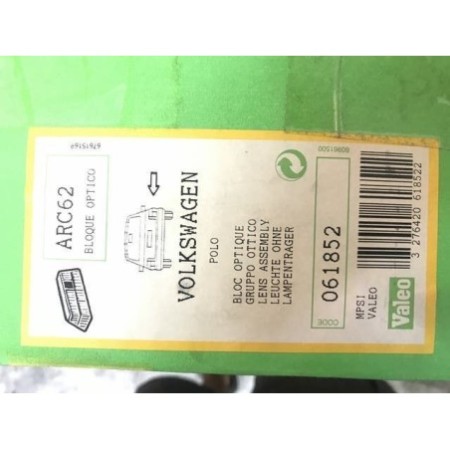 ARC62
BLOQUE OPTICO
VOLKSWAGEN
POLO
BLOC OPTIQUE
GRUPPO OTTICO
LENS ASSEMBLY
LEUCHTE OHNE
LAMPENTRAGER
CODE
061852
MPSI
VALEO
Valeo
3 276420 618522